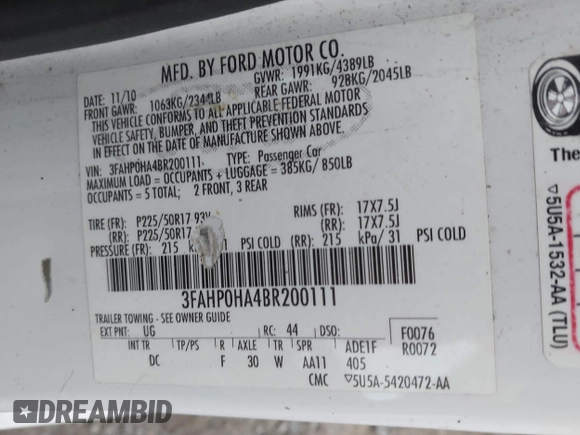 MFD. BY FORD MOTOR CO.
DATE: 11/10 GVWR: 1991KG/4389LB
FRONT GAWR: 1063KG/2344LB REAR GAWR: 928KG/2045LB
THIS VEHICLE CONFORMS TO ALL APPLICABLE FEDERAL MOTOR
VEHICLE SAFETY, BUMPER, AND THEFT PREVENTION STANDARDS
IN EFFECT ON THE DATE OF MANUFACTURE SHOWN ABOVE.
VIN: 3FAHP0HA4BR200111 TYPE: Passenger Car
MAXIMUM LOAD = OCCUPANTS + LUGGAGE = 385KG/ 850LB
OCCUPANTS = 5 TOTAL; 2 FRONT, 3 REAR
TIRE (FR): P225/50R17 93V RIMS (FR): 17X7.5J
(RR): P225/50R17 (RR): 17X7.5J
PRESSURE (FR): 215 31 PSI COLD (RR): 215 kPa/ 31 PSI COLD
3FAHP0HA4BR200111
TRAILER TOWING - SEE OWNER GUIDE
EXT PNT: UG RC: 44 DSO: F0076
INT TR TP/PS R AXLE TR SPR ADE1F R0072
DC F 30 W AA11 405
CMC ▽5U5A-5420472-AA
The
▽5U5A-1532-AA (TLU)
DREAMBID